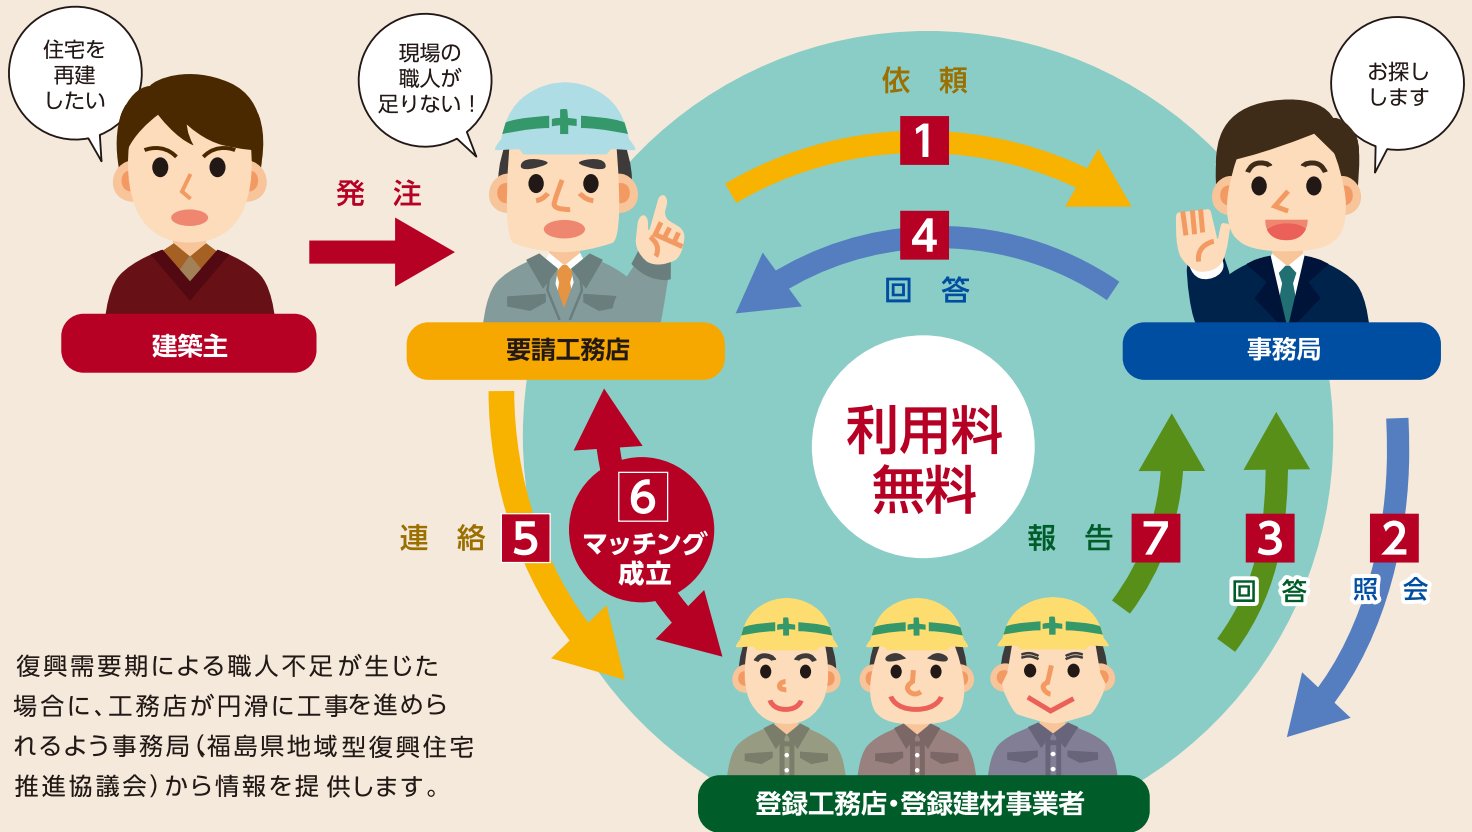 住宅を
再建
したい
現場の
職人が
足りない！
お探し
します
発 注
依 頼
1
4
回 答
建築主
要請工務店
事務局
利用料
無料
6
マッチング
成立
連 絡
5
報 告
7
3
回 答
2
照 会
復興需要期による職人不足が生じた
場合に、工務店が円滑に工事を進めら
れるよう事務局（福島県地域型復興住宅
推進協議会）から情報を提供します。
登録工務店・登録建材事業者